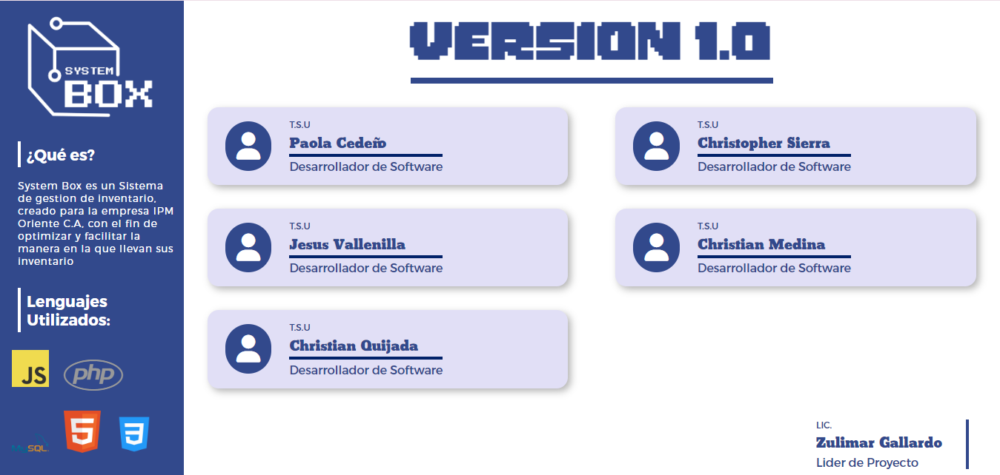 SYSTEM
BOX
¿Qué es?
System Box es un Sistema
de gestion de inventario,
creado para la empresa IPM
Oriente C.A, con el fin de
optimizar y facilitar la
manera en la que llevan sus
inventario
Lenguajes
Utilizados:
JS
php
MySQL
5
3
VERSION 1.0
T.S.U
Paola Cedeño
Desarrollador de Software
T.S.U
Christopher Sierra
Desarrollador de Software
T.S.U
Jesus Vallenilla
Desarrollador de Software
T.S.U
Christian Medina
Desarrollador de Software
T.S.U
Christian Quijada
Desarrollador de Software
LIC.
Zulimar Gallardo
Lider de Proyecto